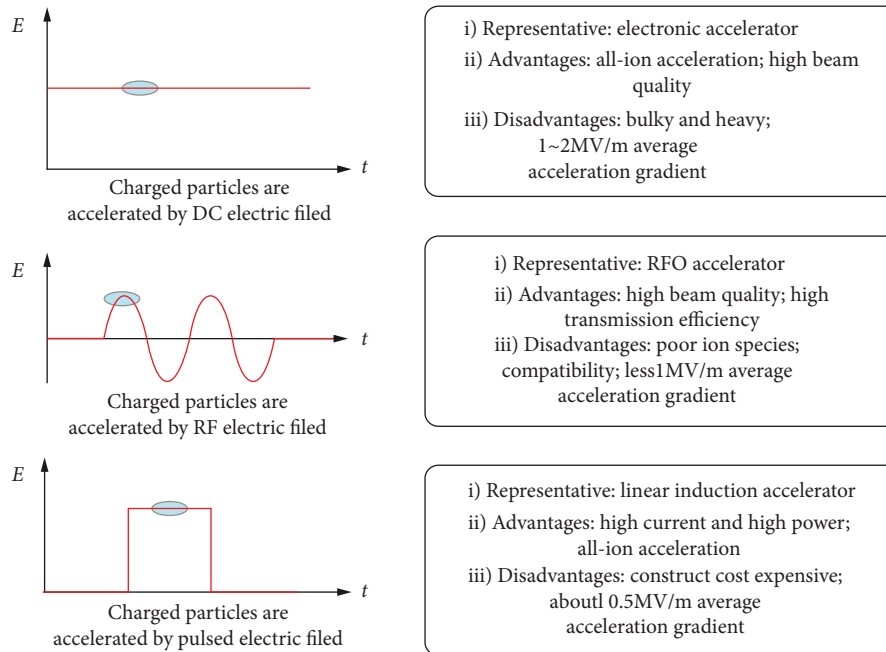 E
t
Charged particles are
accelerated by DC electric filed
i) Representative: electronic accelerator
ii) Advantages: all-ion acceleration; high beam
quality
iii) Disadvantages: bulky and heavy;
1~2MV/m average
acceleration gradient
E
t
Charged particles are
accelerated by RF electric filed
i) Representative: RFO accelerator
ii) Advantages: high beam quality; high
transmission efficiency
iii) Disadvantages: poor ion species;
compatibility; less1MV/m average
acceleration gradient
E
t
Charged particles are
accelerated by pulsed electric filed
i) Representative: linear induction accelerator
ii) Advantages: high current and high power;
all-ion acceleration
iii) Disadvantages: construct cost expensive;
aboutl 0.5MV/m average
acceleration gradient